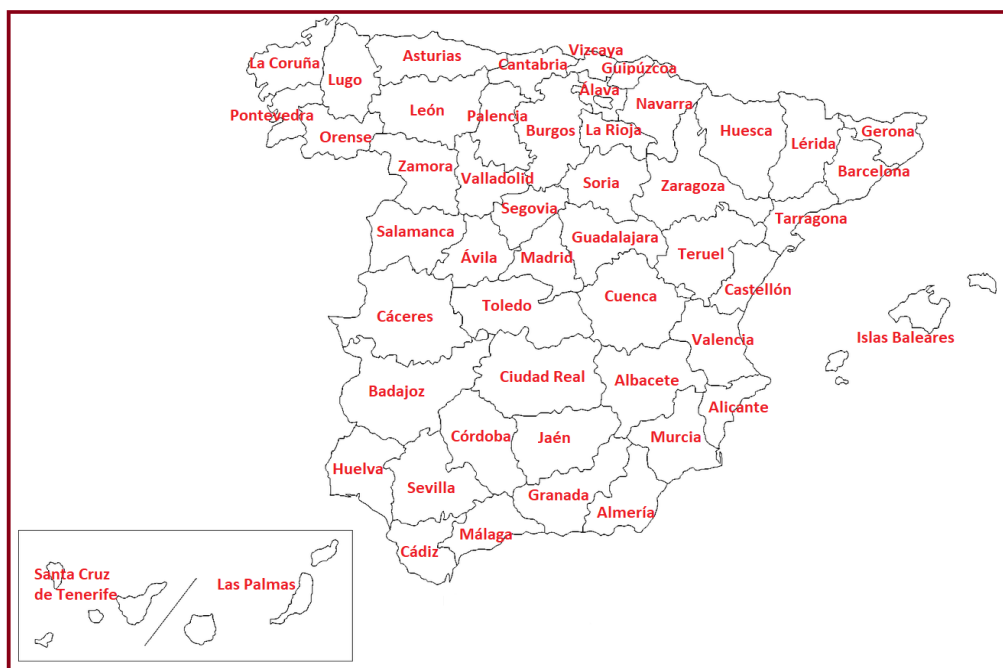 Vizcaya
La Coruña
Asturias
Cantabria
Guipúzcoa
Lugo
Álava
León
Navarra
Pontevedra
Palencia
Burgos
La Rioja
Huesca
Gerona
Orense
Lérida
Zamora
Valladolid
Soria
Zaragoza
Barcelona
Segovia
Tarragona
Salamanca
Guadalajara
Ávila
Madrid
Teruel
Castellón
Cuenca
Toledo
Cáceres
Islas Baleares
Valencia
Ciudad Real
Albacete
Badajoz
Alicante
Córdoba
Jaén
Murcia
Huelva
Sevilla
Granada
Almería
Málaga
Cádiz
Santa Cruz
de Tenerife
Las Palmas